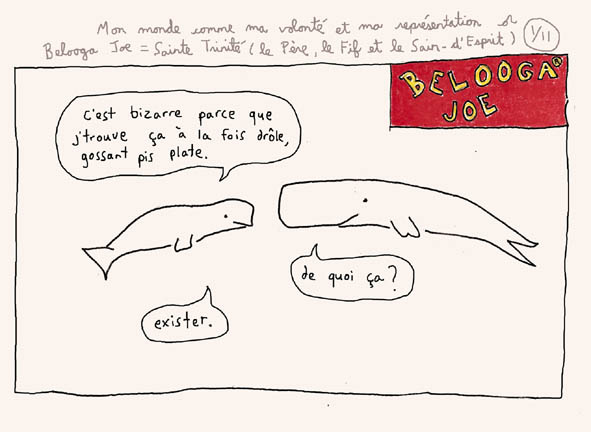 Mon monde comme ma volonté et ma représentation
Belooga Joe = Sainte Trinité (le Père, le Fif et le Sain-d'Esprit)
1/11
BELOOGA
JOE
c'est bizarre parce que
j'trouve ça à la fois drôle,
gossant pis plate.
de quoi ça?
exister.